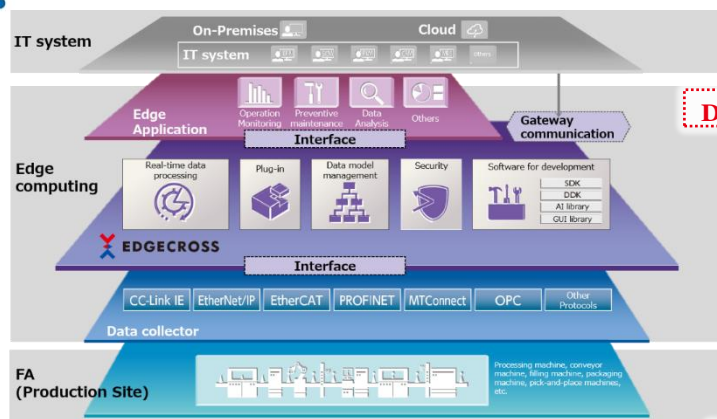 On-Premises
Cloud
IT system
IT system
Others
Edge
Application
Operation
Monitoring
Preventive
maintenance
Data
Analysis
Others
Gateway
communication
D
Interface
Edge
computing
Real-time data
processing
Plug-in
Data model
management
Security
Software for development
SDK
DDK
AI library
GUI library
EDGECROSS
Interface
CC-Link IE
EtherNet/IP
EtherCAT
PROFINET
MTConnect
OPC
Other
Protocols
Data collector
FA
(Production Site)
Processing machine, conveyor
machine, filling machine, packaging
machine, pick-and-place machines,
etc.